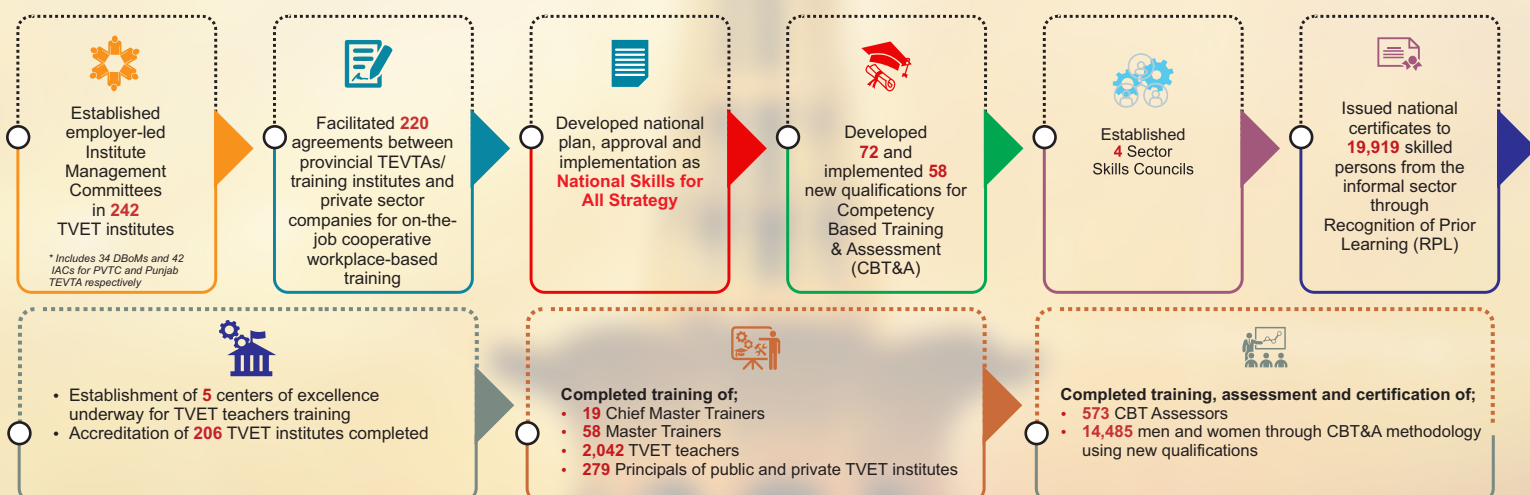 Established
employer-led
Institute
Management
Committees
in 242
TVET institutes
* Includes 34 DBoMs and 42
IACs for PVTC and Punjab
TEVTA respectively
Facilitated 220
agreements between
provincial TEVTAs/
training institutes and
private sector
companies for on-the-
job cooperative
workplace-based
training
Developed national
plan, approval and
implementation as
National Skills for
All Strategy
Developed
72 and
implemented 58
new qualifications for
Competency
Based Training
& Assessment
(CBT&A)
Established
4 Sector
Skills Councils
Issued national
certificates to
19,919 skilled
persons from the
informal sector
through
Recognition of Prior
Learning (RPL)
• Establishment of 5 centers of excellence
underway for TVET teachers training
• Accreditation of 206 TVET institutes completed
Completed training of;
• 19 Chief Master Trainers
• 58 Master Trainers
• 2,042 TVET teachers
• 279 Principals of public and private TVET institutes
Completed training, assessment and certification of;
• 573 CBT Assessors
• 14,485 men and women through CBT&A methodology
using new qualifications